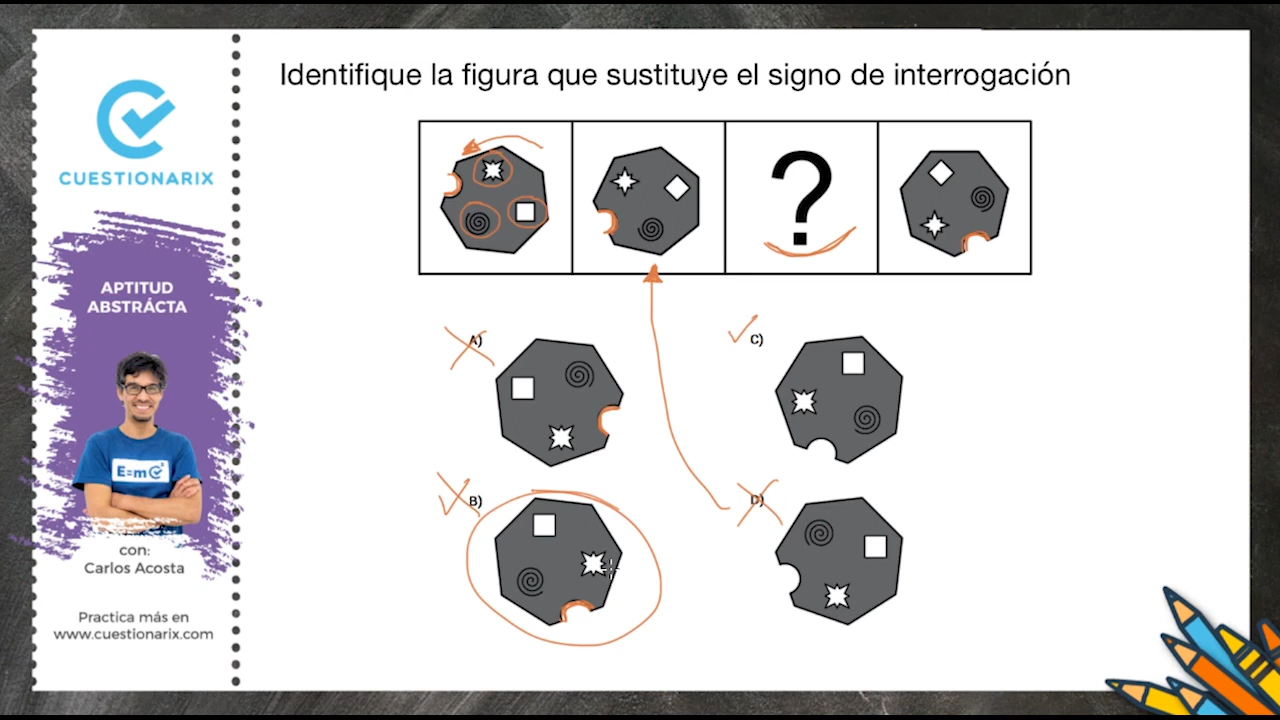 Identifique la figura que sustituye el signo de interrogación
CUESTIONARIX
APTITUD
ABSTRÁCTA
E=m
con:
Carlos Acosta
Practica más en
www.cuestionarix.com
?
A)
C)
B)
D)